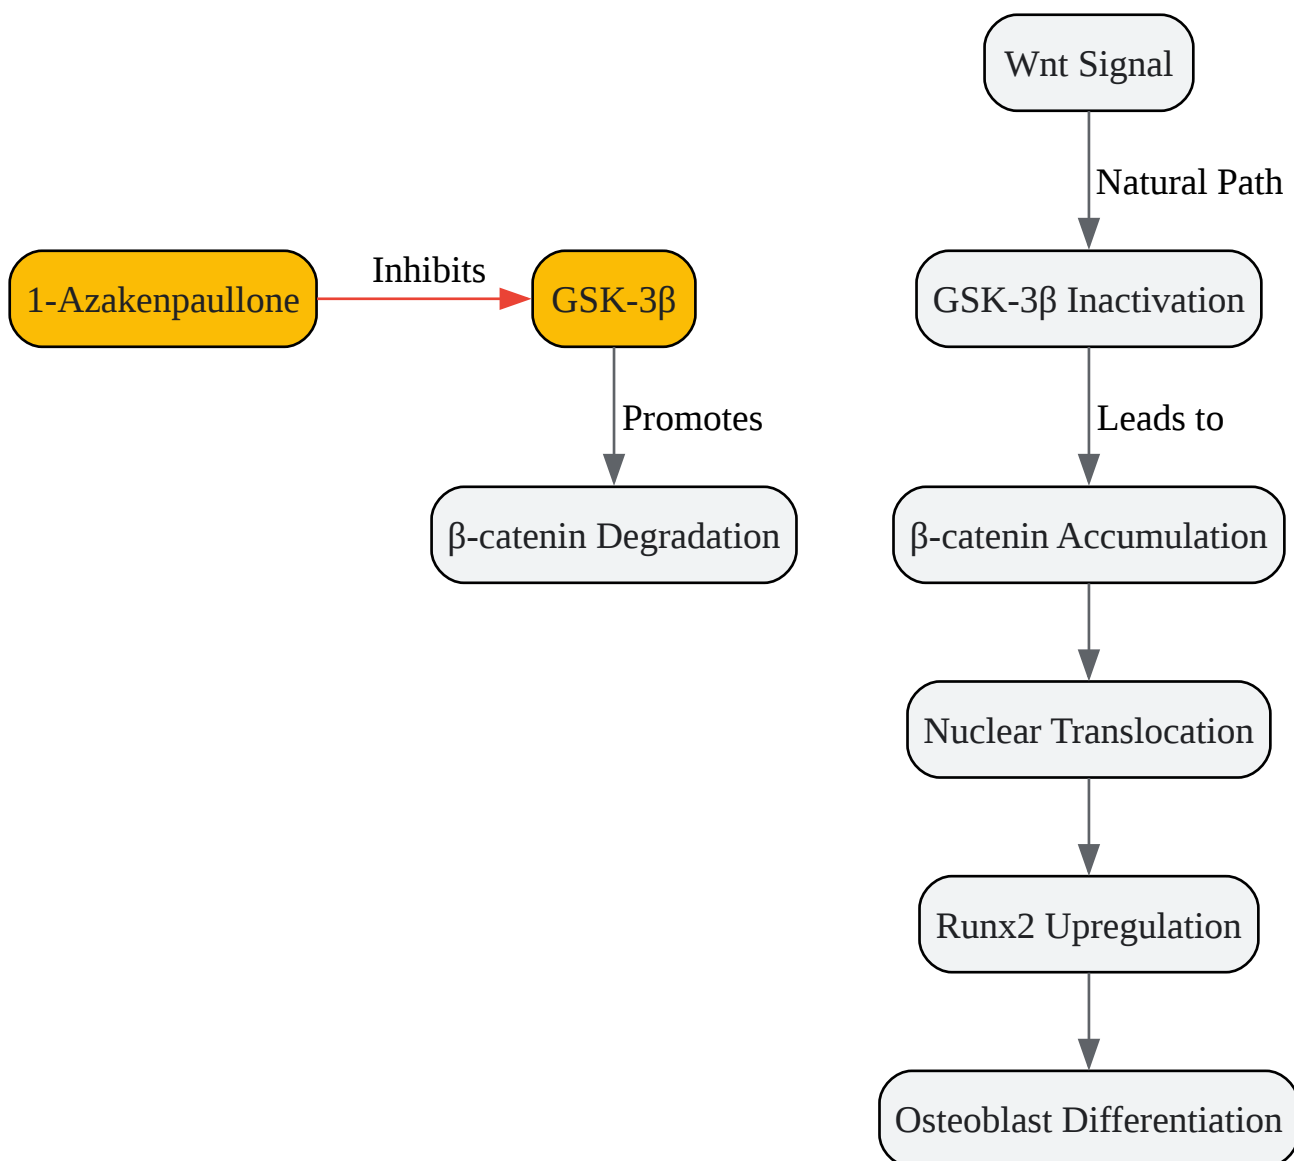 Wnt Signal
Natural Path
1-Azakenpaullone
Inhibits
GSK-3β
GSK-3β Inactivation
Promotes
Leads to
β-catenin Degradation
β-catenin Accumulation
Nuclear Translocation
Runx2 Upregulation
Osteoblast Differentiation